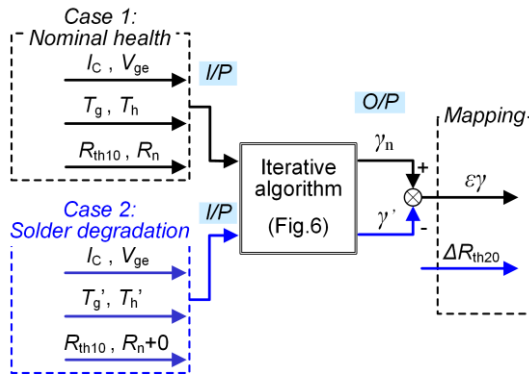 Case 1:
Nominal health
I_C , V_ge
T_g , T_h
R_th10 , R_n
I/P
Case 2:
Solder degradation
I_C , V_ge
T_g’, T_h’
R_th10 , R_n+0
I/P
Iterative
algorithm
(Fig.6)
O/P
γ_n
+
γ’
-
Mapping-
εγ
ΔR_th20